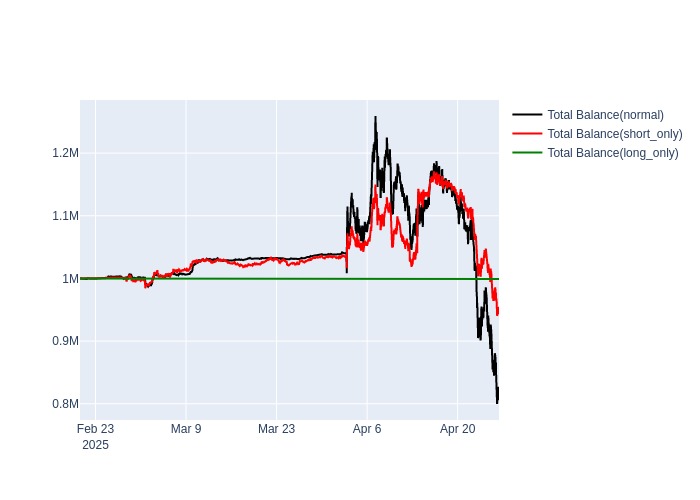 Total Balance(normal)
Total Balance(short_only)
Total Balance(long_only)
1.2M
1.1M
1M
0.9M
0.8M
Feb 23 Mar 9 Mar 23 Apr 6 Apr 20
2025